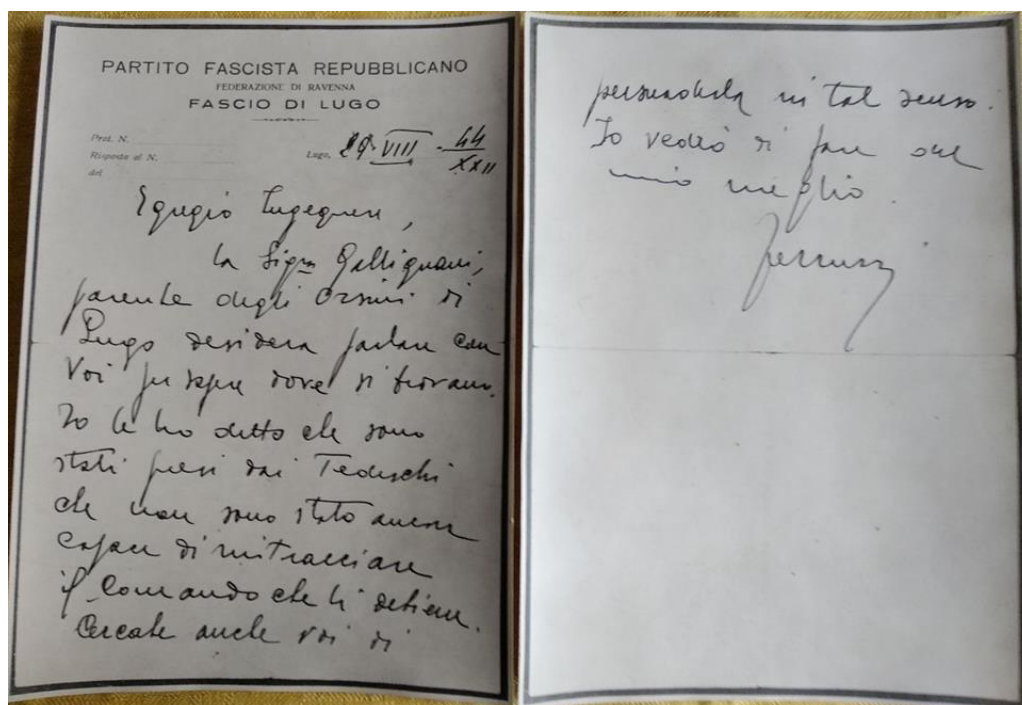 PARTITO FASCISTA REPUBBLICANO
FEDERAZIONE DI RAVENNA
FASCIO DI LUGO
Prot. N.
Risposta al N.
del
Lugo, 29 VIII - 44
XXII
Egregio Ingegnere,
la Sigra Gallignani,
parente degli Orsini di
Lugo desidera parlare con
Voi per sapere dove si trovano.
Io le ho detto che sono
stati presi dai Tedeschi
che non sono stato ancora
capace di rintracciare
il Comando che li detiene.
Cercate anche voi di
persuaderla in tal senso.
Io vedrò di fare del
mio meglio.